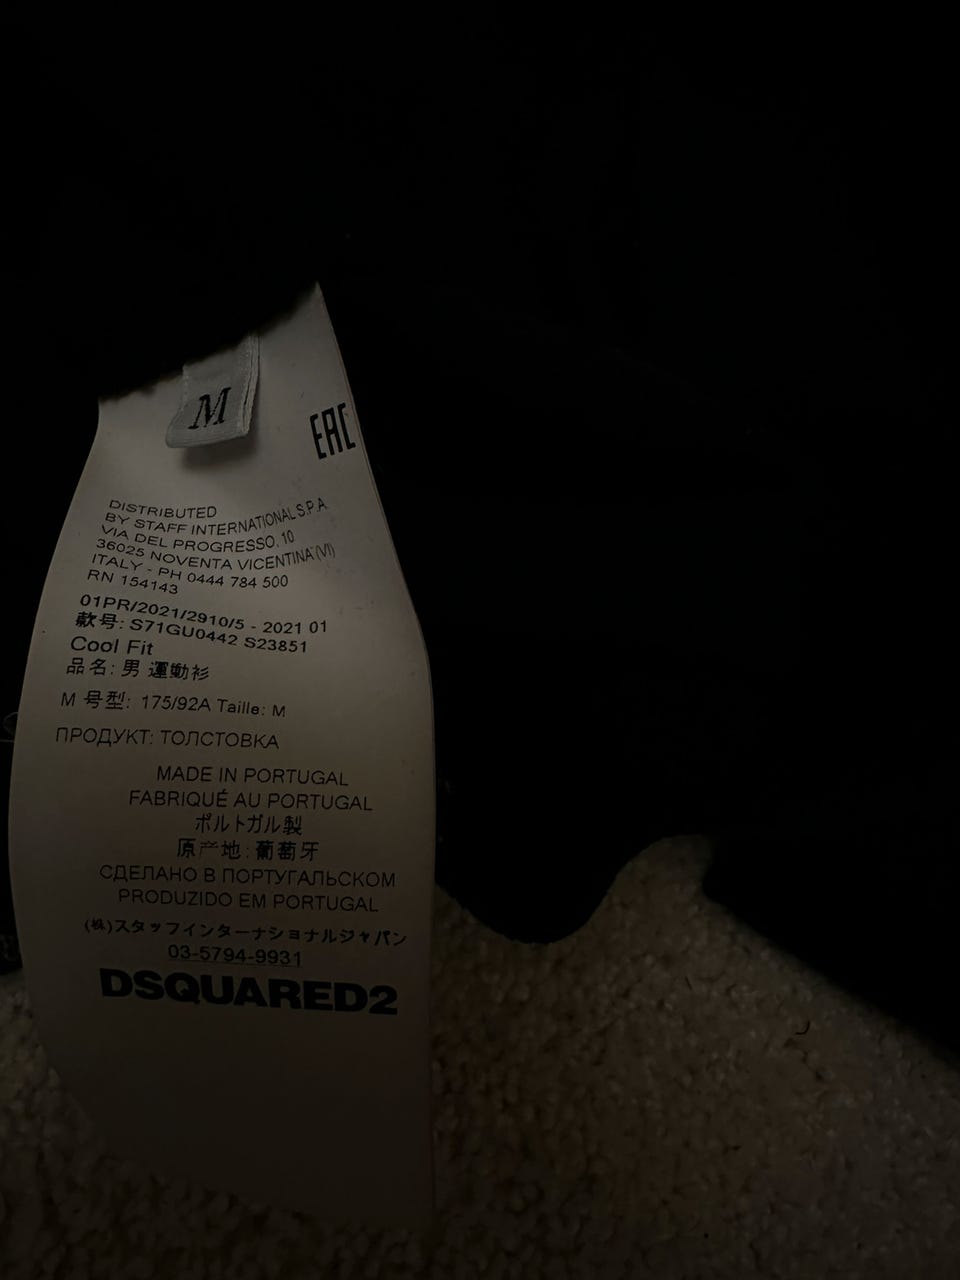 M
EAC
DISTRIBUTED
BY STAFF INTERNATIONAL S.P.A.
VIA DEL PROGRESSO, 10
36025 NOVENTA VICENTINA (VI)
ITALY - PH 0444 784 500
RN 154143
01PR/2021/2910/5 - 2021 01
款号: S71GU0442 S23851
Cool Fit
品名: 男 運動衫
M 号型: 175/92A Taille: M
ПРОДУКТ: ТОЛСТОВКА
MADE IN PORTUGAL
FABRIQUÉ AU PORTUGAL
ポルトガル製
原产地: 葡萄牙
СДЕЛАНО В ПОРТУГАЛЬСКОМ
PRODUZIDO EM PORTUGAL
(株)スタッフインターナショナルジャパン
03-5794-9931
DSQUARED2